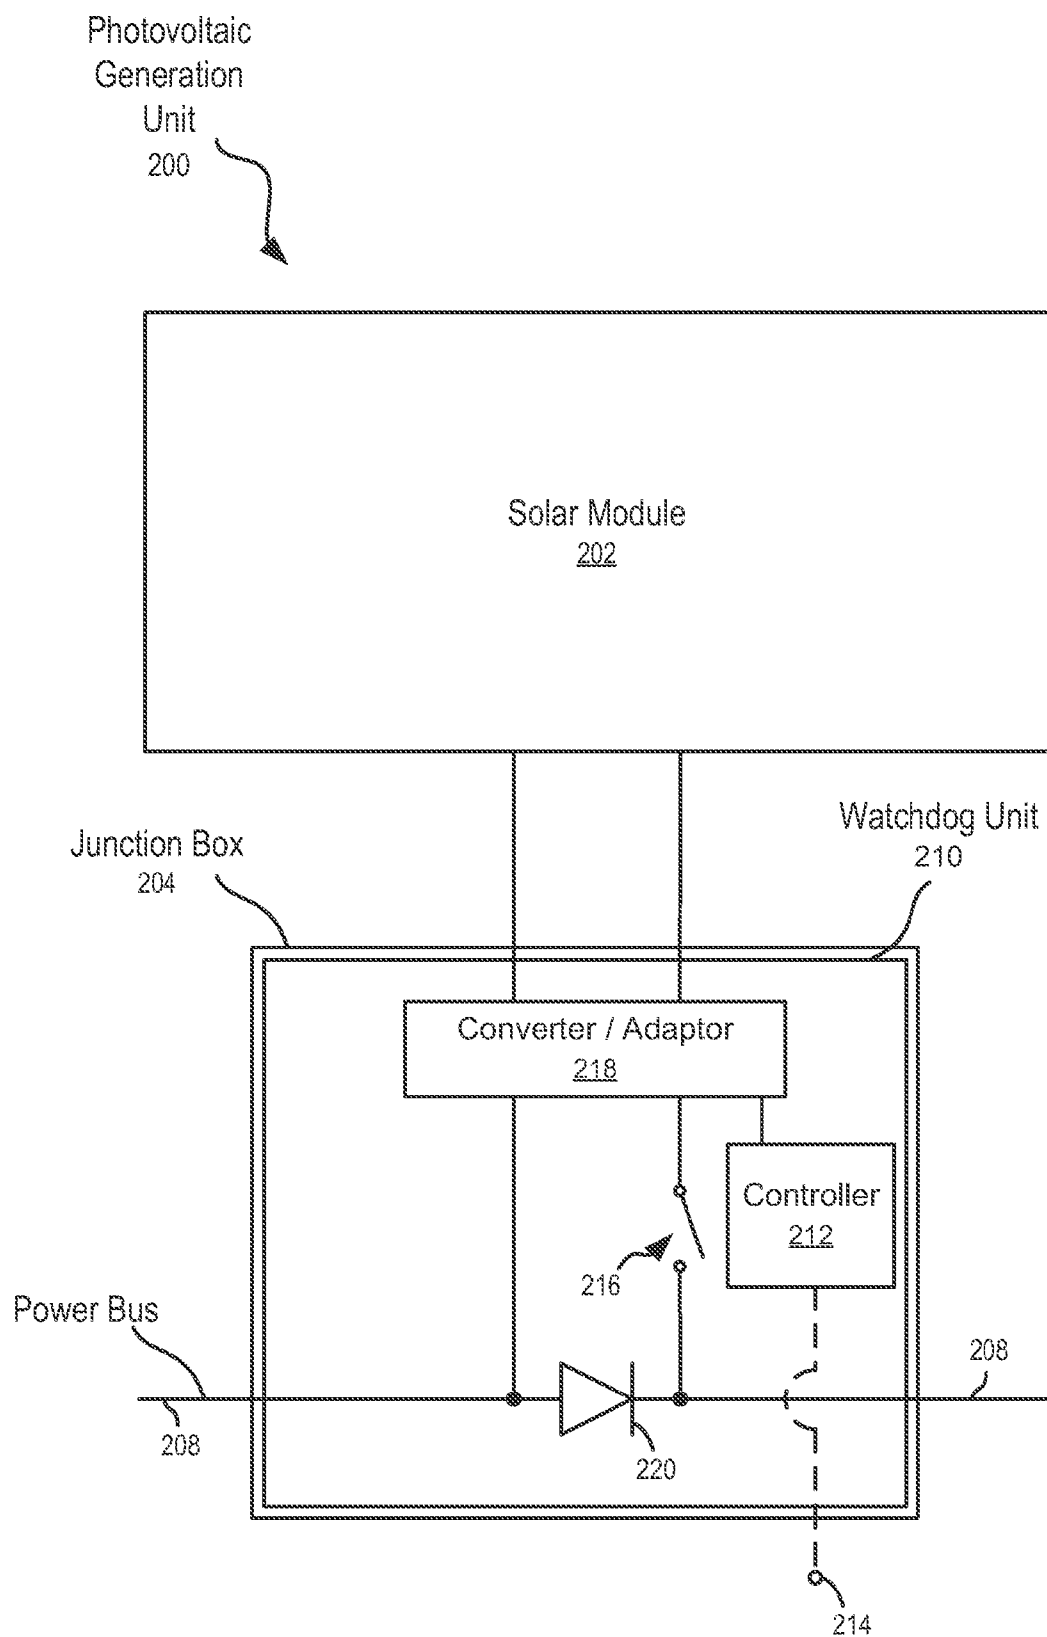 Photovoltaic
Generation
Unit
200
Solar Module
202
Watchdog Unit
210
Junction Box
204
Converter / Adaptor
218
Controller
212
216
Power Bus
208
208
220
214